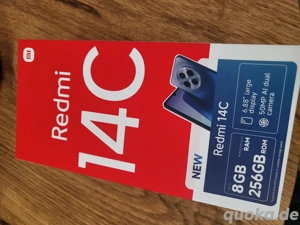 mi
Redmi
14C
NEW
Redmi 14C
6.88" large
display
50MP AI dual
camera
8GB
RAM
256GB
ROM
quoka.de